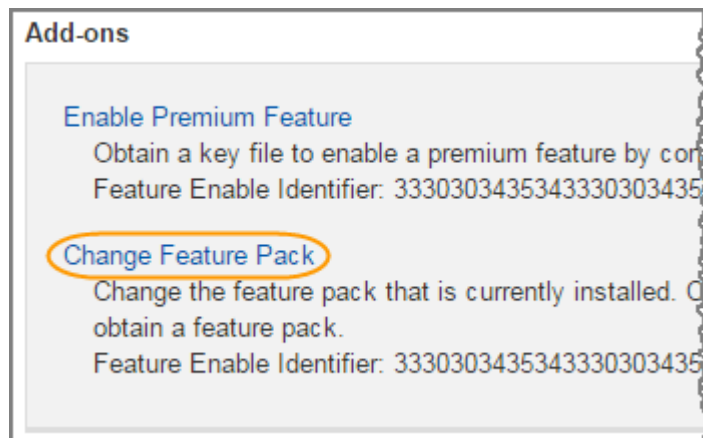 Add-ons
Enable Premium Feature
Obtain a key file to enable a premium feature by
Feature Enable Identifier: 3330303435343330303435
Change Feature Pack
Change the feature pack that is currently installed.
obtain a feature pack.
Feature Enable Identifier: 3330303435343330303435